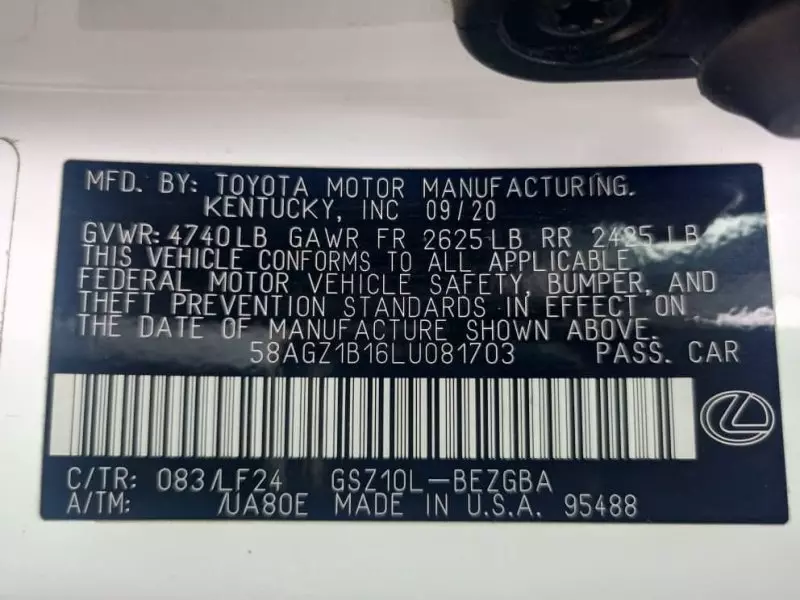 MFD. BY: TOYOTA MOTOR MANUFACTURING.
KENTUCKY, INC 09/20
GVWR: 4740LB GAWR FR 2625 LB RR 2425 LB
THIS VEHICLE CONFORMS TO ALL APPLICABLE
FEDERAL MOTOR VEHICLE SAFETY, BUMPER, AND
THEFT PREVENTION STANDARDS IN EFFECT ON
THE DATE OF MANUFACTURE SHOWN ABOVE.
58AGZ1B16LU081703 PASS. CAR
C/TR: 083/LF24 GSZ10L-BEZGBA
A/TM: /UA80E MADE IN U.S.A. 95488